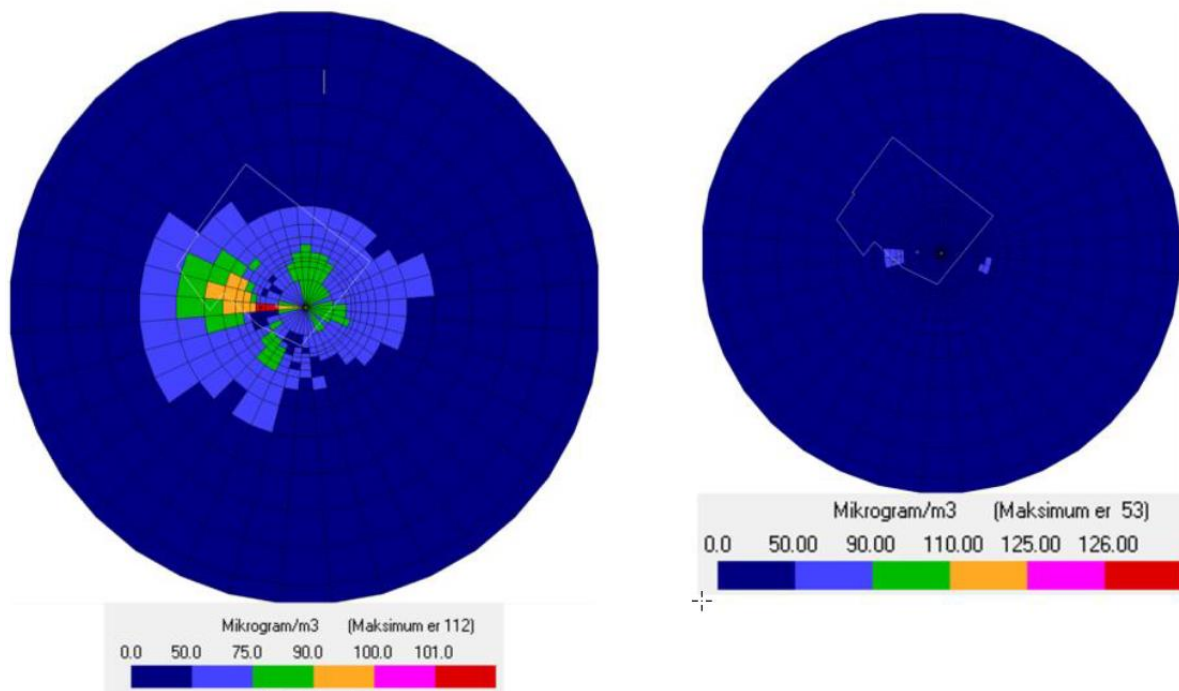 Mikrogram/m3 (Maksimum er 112)
0.0 50.0 75.0 90.0 100.0 101.0
Mikrogram/m3 (Maksimum er 53)
0.0 50.00 90.00 110.00 125.00 126.00